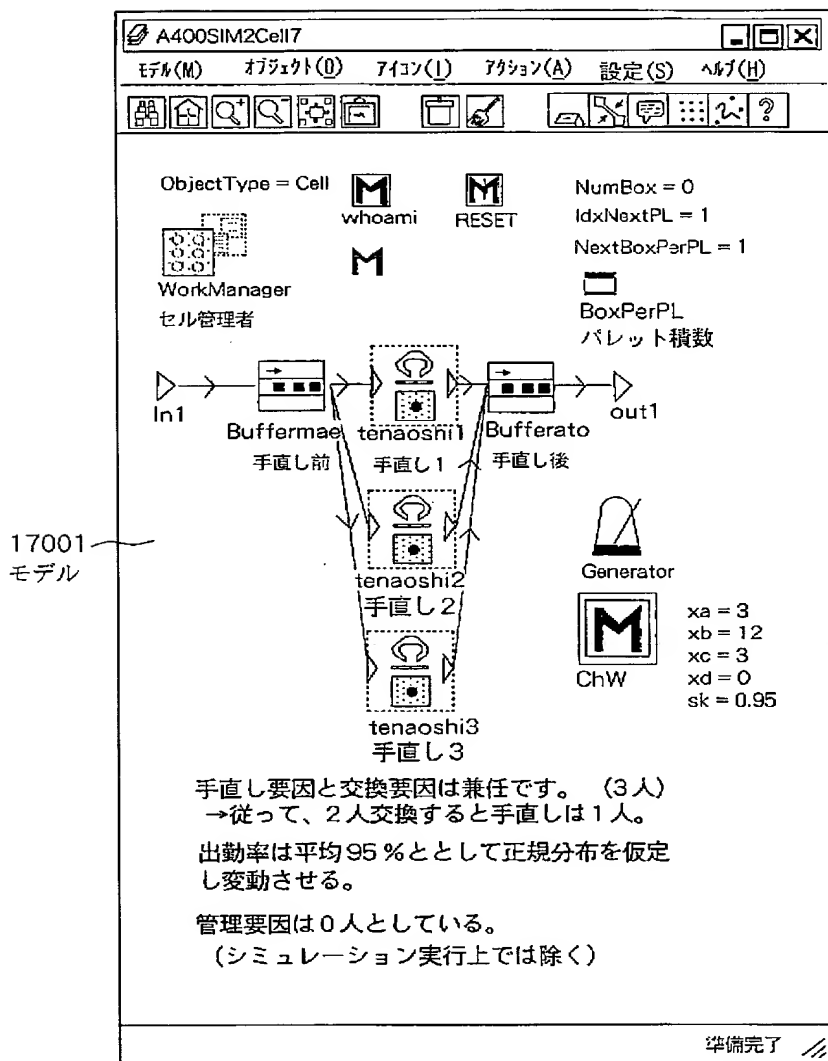 A400SIM2Cell7
モデル(M) オブジェクト(O) アイコン(I) アクション(A) 設定(S) ヘルプ(H)
ObjectType = Cell
whoami
RESET
NumBox = 0
IdxNextPL = 1
NextBoxPerPL = 1
WorkManager
セル管理者
BoxPerPL
パレット積数
In1
Buffermae
手直し前
tenaoshi1
手直し1
Bufferato
手直し後
out1
tenaoshi2
手直し2
tenaoshi3
手直し3
17001
モデル
Generator
ChW
xa = 3
xb = 12
xc = 3
xd = 0
sk = 0.95
手直し要因と交換要因は兼任です。 (3人)
→従って、2人交換すると手直しは1人。
出勤率は平均95%ととして正規分布を仮定
し変動させる。
管理要因は0人としている。
(シミュレーション実行上では除く)
準備完了